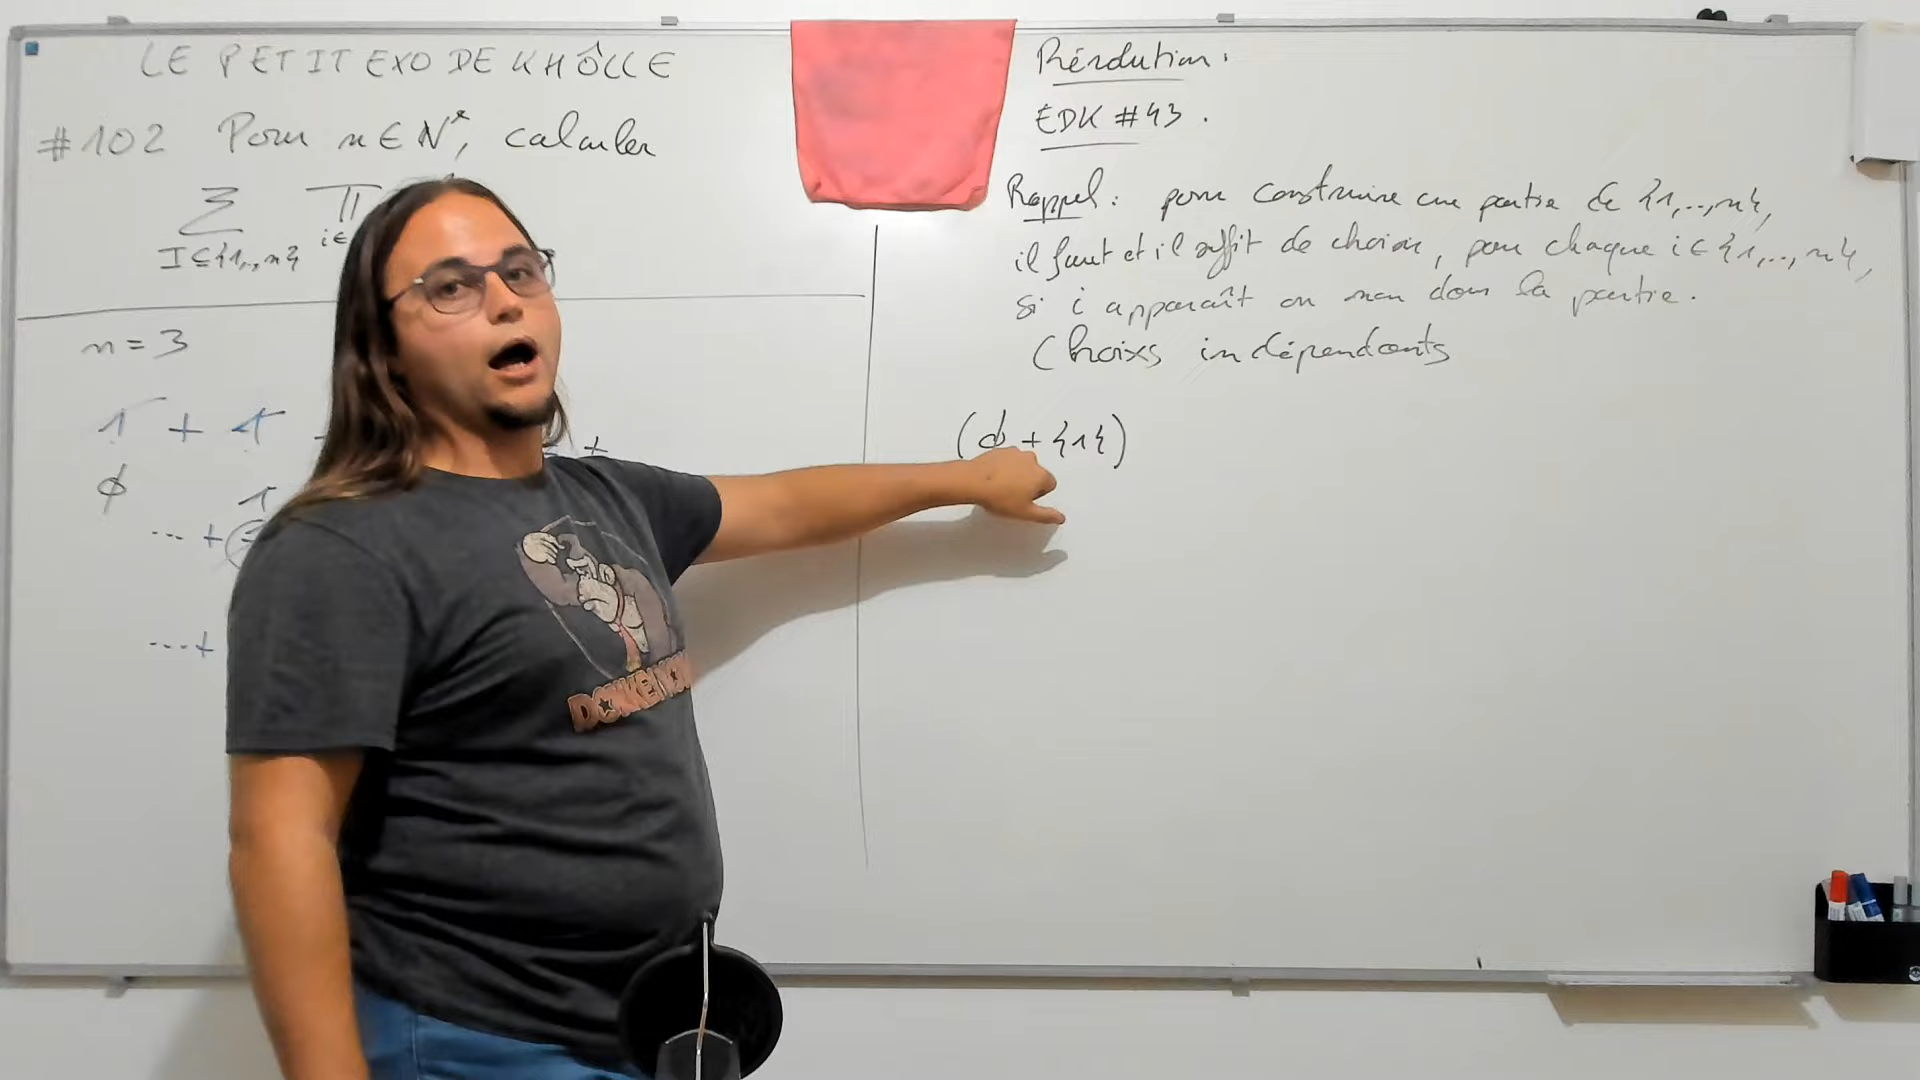 LE PETIT EXO DE KHÔLLE
#102 Pour n ∈ N*, calculer
Σ Π
I⊆{1,..,n} i∈
n = 3
1 + 1
φ 1
... +
... +
Résolution :
EDK #43.
Rappel : pour construire une partie de {1,..,n},
il faut et il suffit de choisir, pour chaque i ∈ {1,..,n},
si i apparaît ou non dans la partie.
Choixs indépendants
(φ + {1})
DONKEY KONG